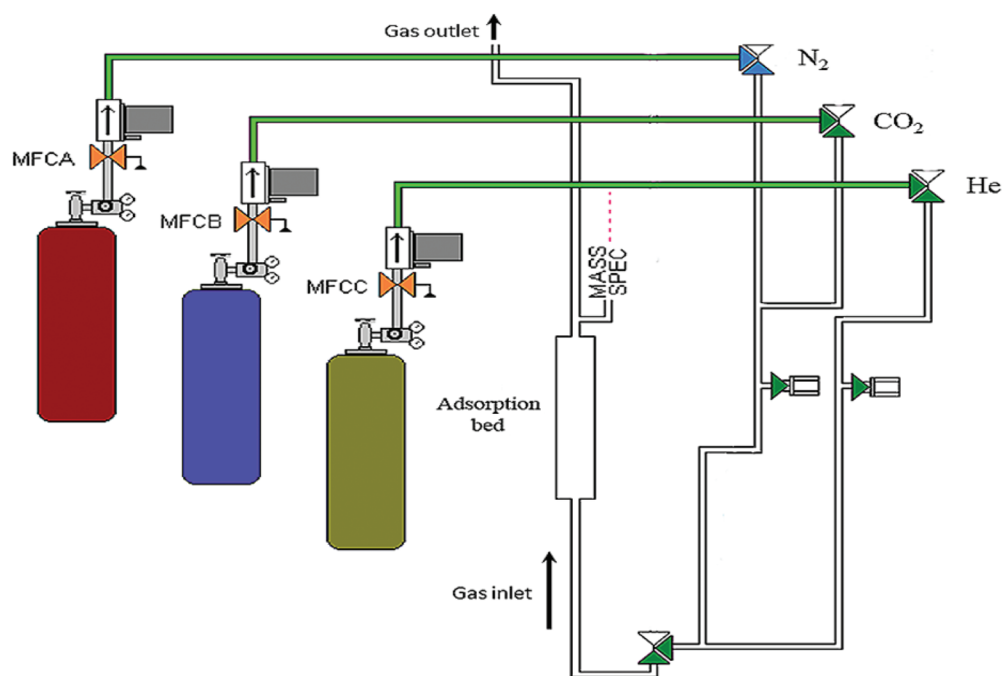 Gas outlet
N₂
MFCA
CO₂
MFCB
He
MFCC
MASS
SPEC
Adsorption
bed
Gas inlet